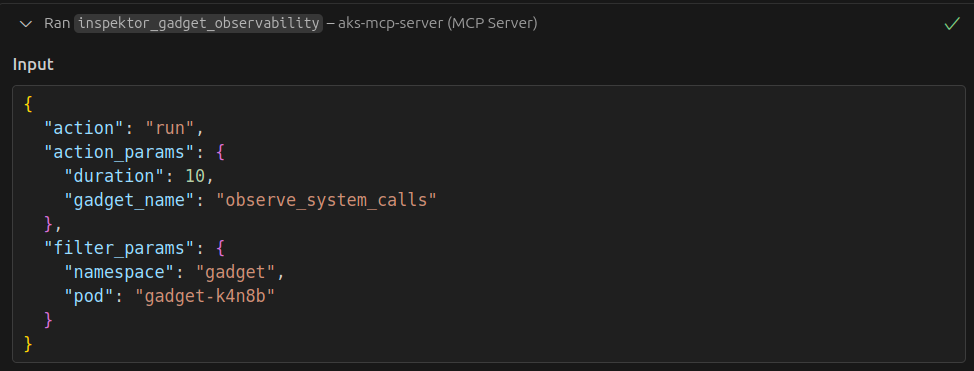 Ran inspektor_gadget_observability – aks-mcp-server (MCP Server)
Input
{
  "action": "run",
  "action_params": {
    "duration": 10,
    "gadget_name": "observe_system_calls"
  },
  "filter_params": {
    "namespace": "gadget",
    "pod": "gadget-k4n8b"
  }
}